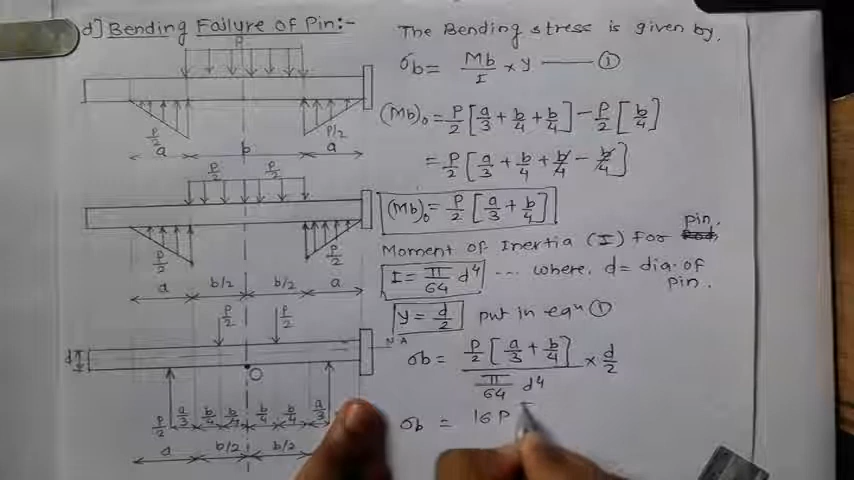 d] Bending Failure of Pin:-
P
P/2
P/2
a
b
a
P/2
P/2
P/2
P/2
a
b/2
b/2
a
P/2
P/2
N A
d
O
P/2
a/3
b/4
b/4
b/4
b/4
a/3
a
b/2
b/2
The Bending stress is given by,
σb = Mb/I × y —— ①
(Mb)₀ = P/2 [a/3 + b/4 + b/4] - P/2 [b/4]
= P/2 [a/3 + b/4 + b/4 - b/4]
(Mb)₀ = P/2 [a/3 + b/4]
Moment of Inertia (I) For pin.
I = π/64 d⁴ ... where, d = dia. of pin.
y = d/2 put in eqⁿ ①
σb = P/2 [a/3 + b/4] / π/64 d⁴ × d/2
σb = 16 P